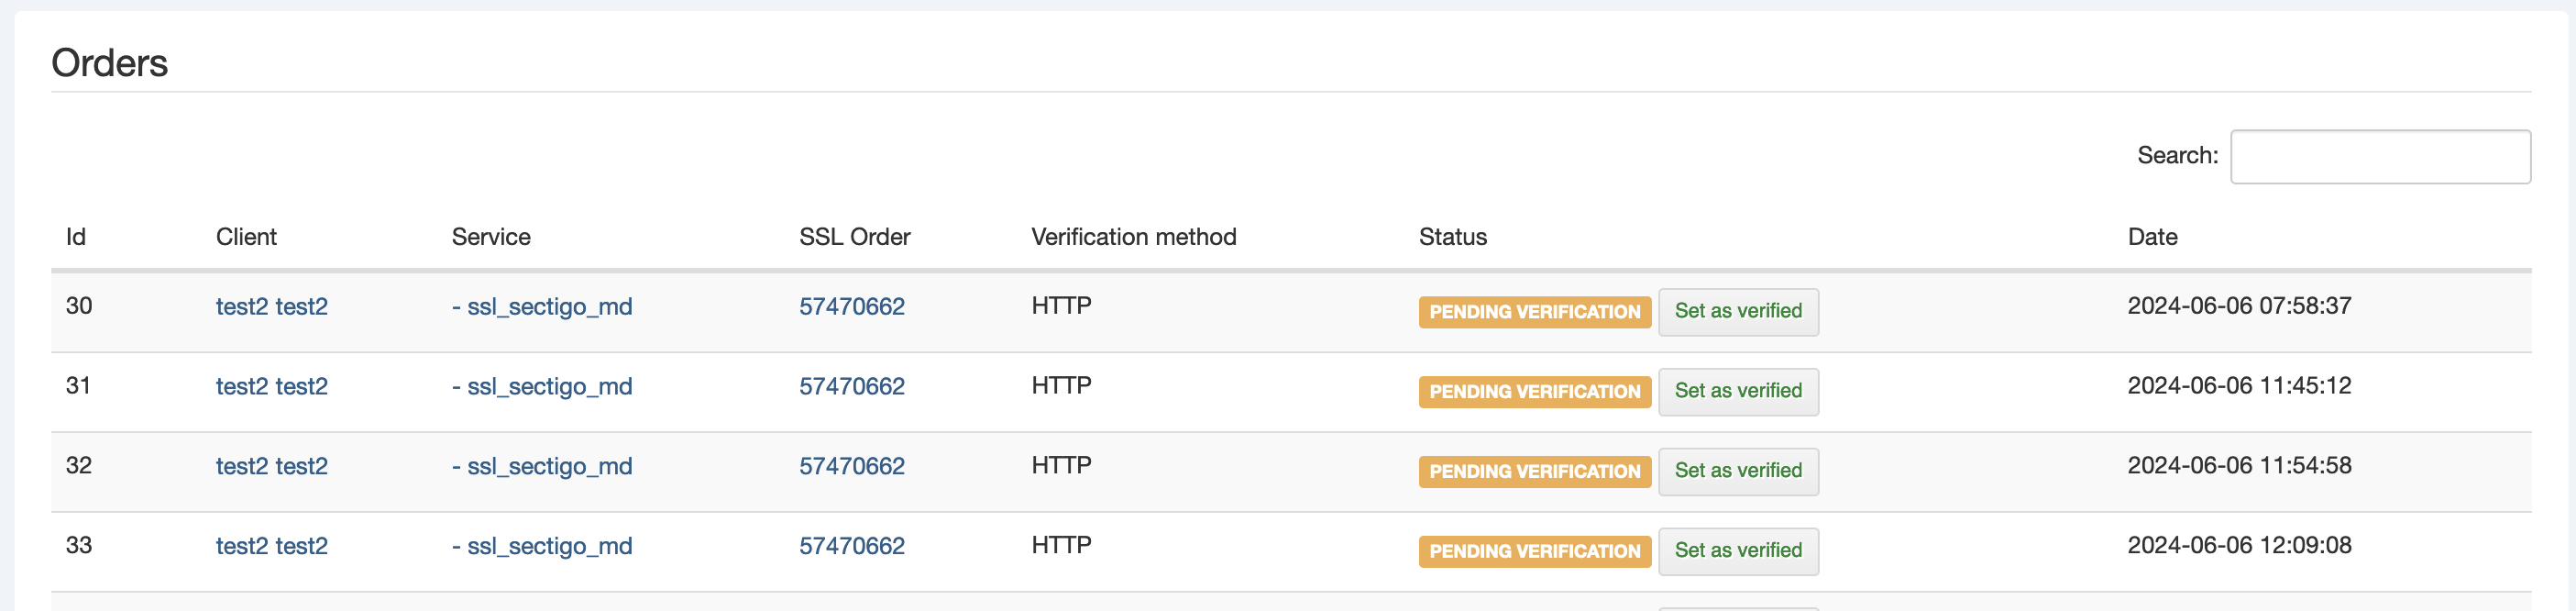 Orders
Search:
Id Client Service SSL Order Verification method Status Date
30 test2 test2 - ssl_sectigo_md 57470662 HTTP PENDING VERIFICATION Set as verified 2024-06-06 07:58:37
31 test2 test2 - ssl_sectigo_md 57470662 HTTP PENDING VERIFICATION Set as verified 2024-06-06 11:45:12
32 test2 test2 - ssl_sectigo_md 57470662 HTTP PENDING VERIFICATION Set as verified 2024-06-06 11:54:58
33 test2 test2 - ssl_sectigo_md 57470662 HTTP PENDING VERIFICATION Set as verified 2024-06-06 12:09:08